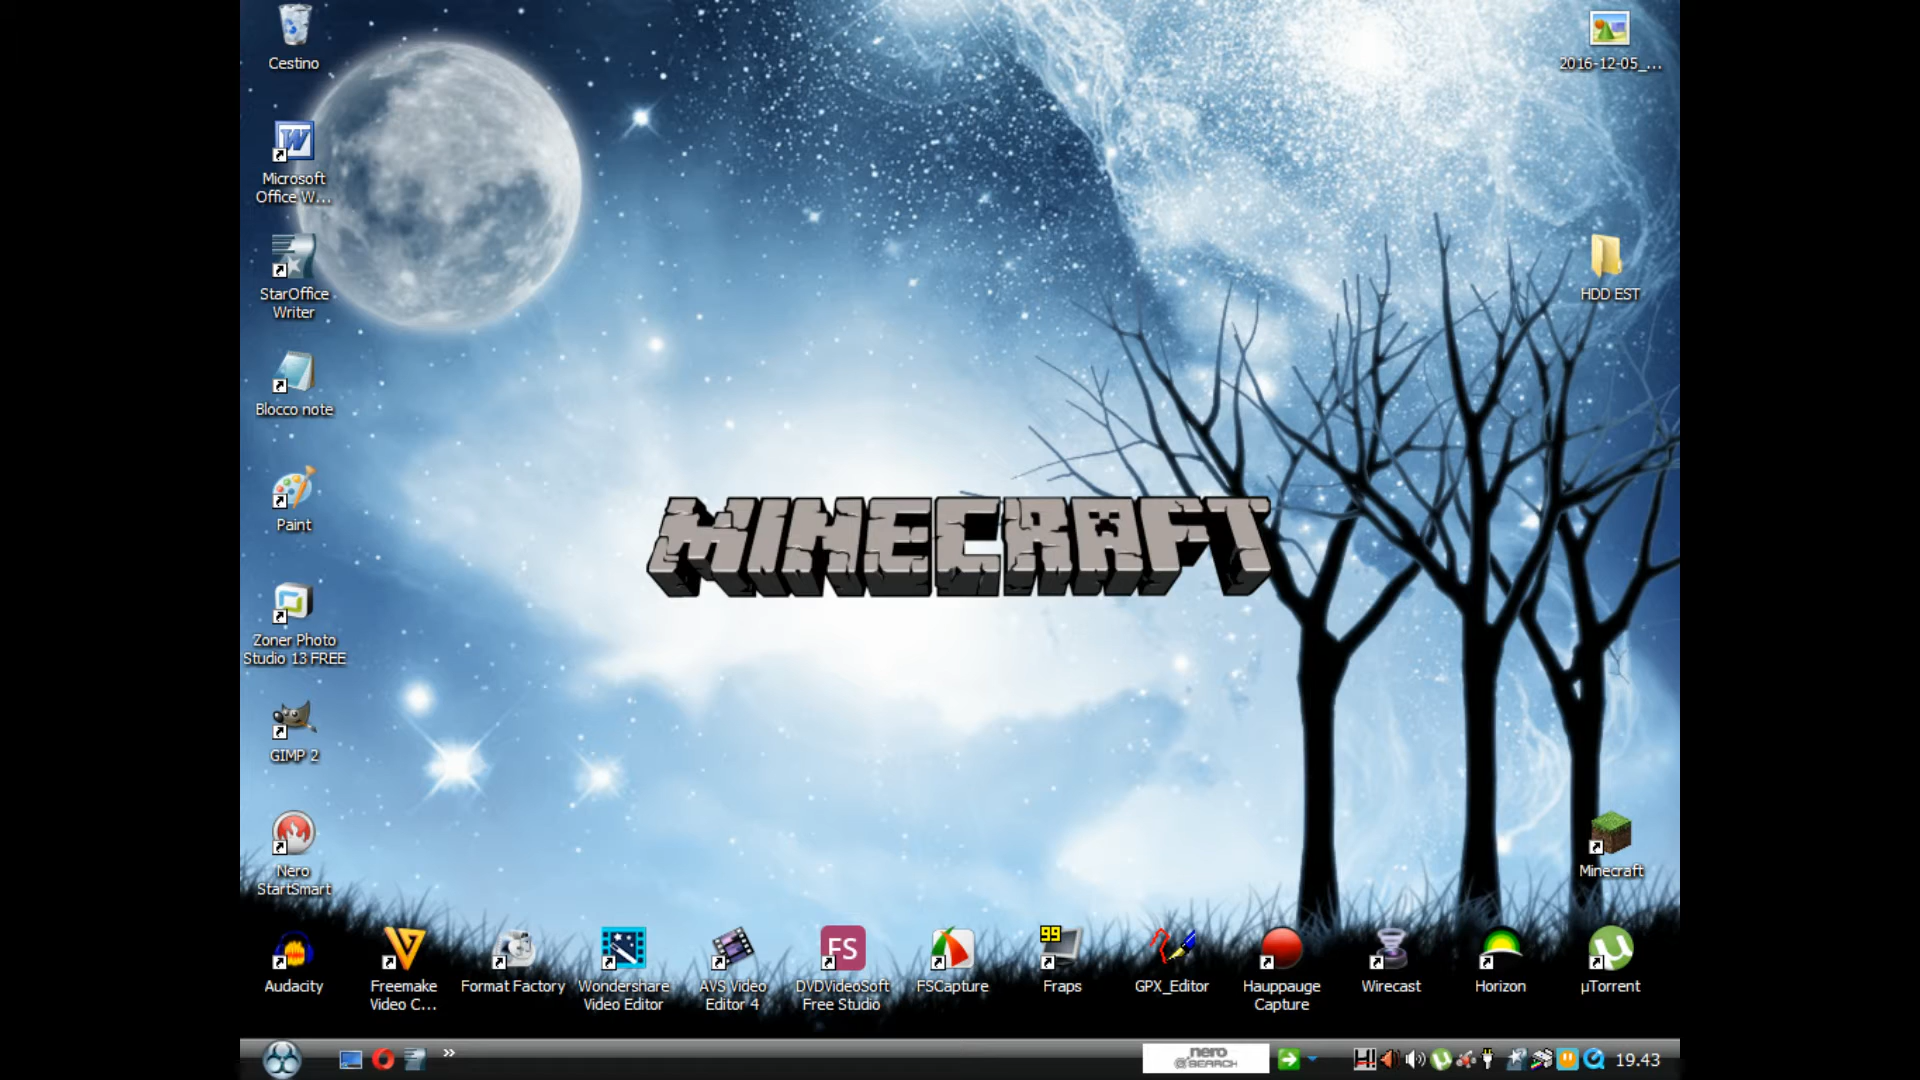 Cestino
2016-12-05_...
Microsoft
Office W...
StarOffice
Writer
HDD EST
Blocco note
Paint
MINECRAFT
Zoner Photo
Studio 13 FREE
GIMP 2
Nero
StartSmart
Minecraft
99
FS
Audacity
Freemake
Video C...
Format Factory
Wondershare
Video Editor
AVS Video
Editor 4
DVDVideoSoft
Free Studio
FSCapture
Fraps
GPX_Editor
Hauppauge
Capture
Wirecast
Horizon
µTorrent
nero
@SEARCH
19.43